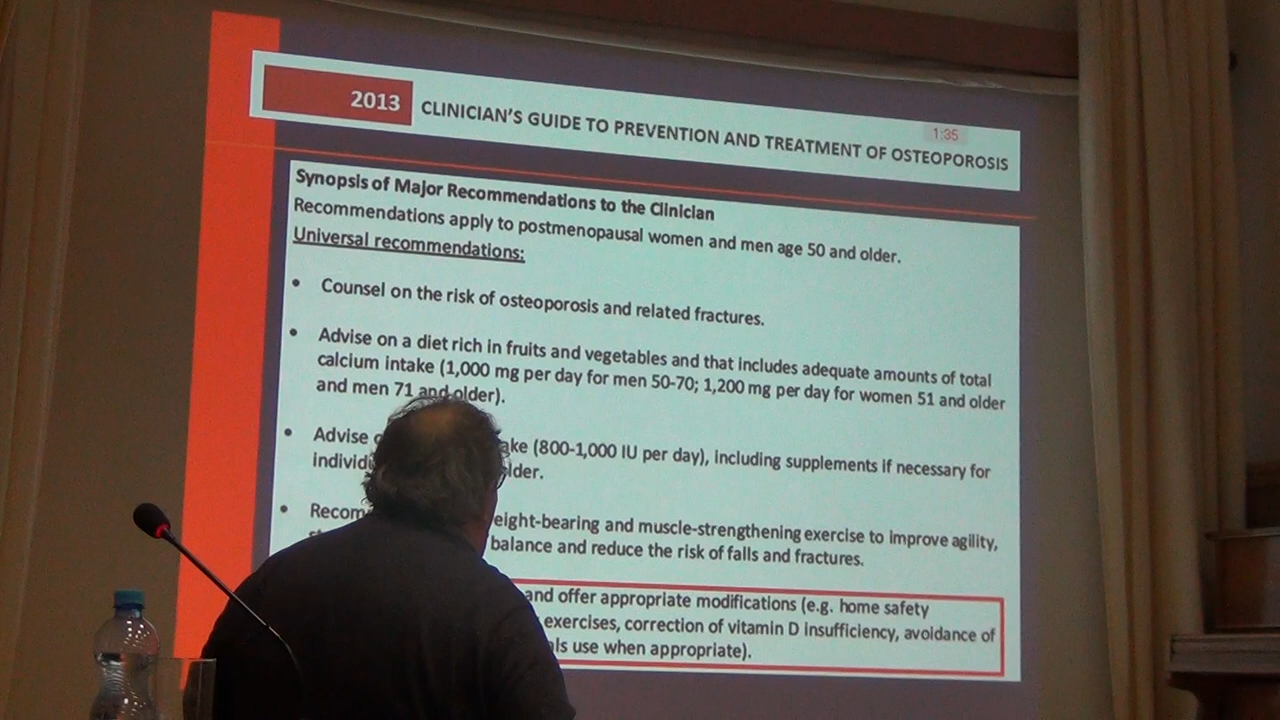 2013 CLINICIAN'S GUIDE TO PREVENTION AND TREATMENT OF OSTEOPOROSIS
1:35
Synopsis of Major Recommendations to the Clinician
Recommendations apply to postmenopausal women and men age 50 and older.
Universal recommendations:
• Counsel on the risk of osteoporosis and related fractures.
• Advise on a diet rich in fruits and vegetables and that includes adequate amounts of total
calcium intake (1,000 mg per day for men 50-70; 1,200 mg per day for women 51 and older
and men 71 and older).
• Advise (800-1,000 IU per day), including supplements if necessary for
• and muscle-strengthening exercise to improve agility,
balance and reduce the risk of falls and fractures.
and offer appropriate modifications (e.g. home safety
exercises, correction of vitamin D insufficiency, avoidance of
use when appropriate).